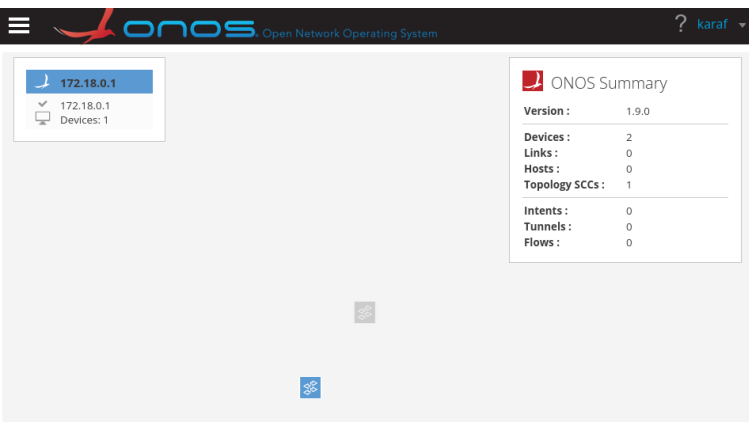 onos. Open Network Operating System
? karaf
172.18.0.1
172.18.0.1
Devices: 1
ONOS Summary
Version : 1.9.0
Devices : 2
Links : 0
Hosts : 0
Topology SCCs : 1
Intents : 0
Tunnels : 0
Flows : 0